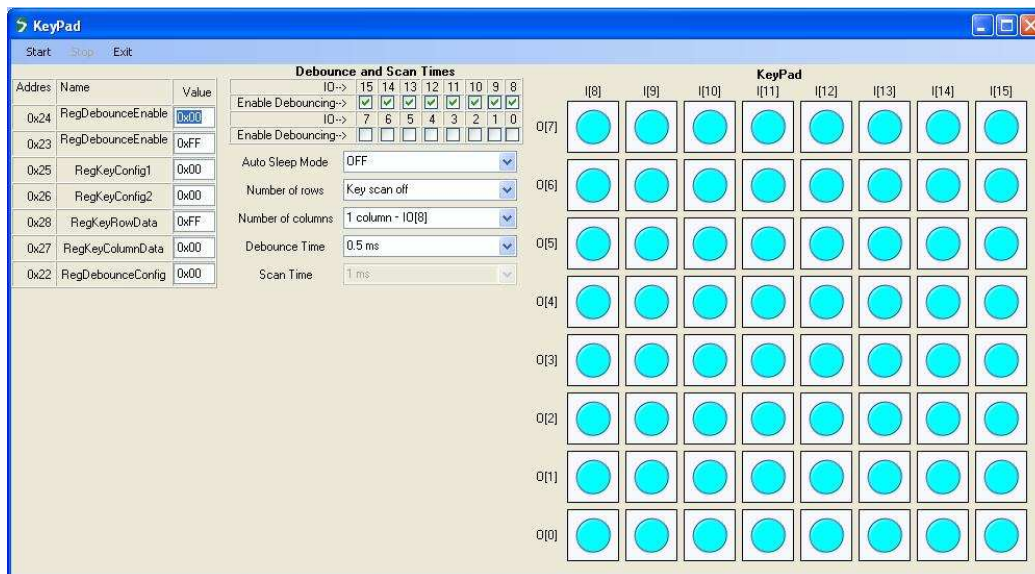 KeyPad
Start Stop Exit
Addres Name Value
0x24 RegDebounceEnable 0x00
0x23 RegDebounceEnable 0xFF
0x25 RegKeyConfig1 0x00
0x26 RegKeyConfig2 0x00
0x28 RegKeyRowData 0xFF
0x27 RegKeyColumnData 0x00
0x22 RegDebounceConfig 0x00
Debounce and Scan Times
IO--> 15 14 13 12 11 10 9 8
Enable Debouncing-->
IO--> 7 6 5 4 3 2 1 0
Enable Debouncing-->
Auto Sleep Mode OFF
Number of rows Key scan off
Number of columns 1 column - IO[8]
Debounce Time 0.5 ms
Scan Time 1 ms
KeyPad
I[8] I[9] I[10] I[11] I[12] I[13] I[14] I[15]
O[7]
O[6]
O[5]
O[4]
O[3]
O[2]
O[1]
O[0]